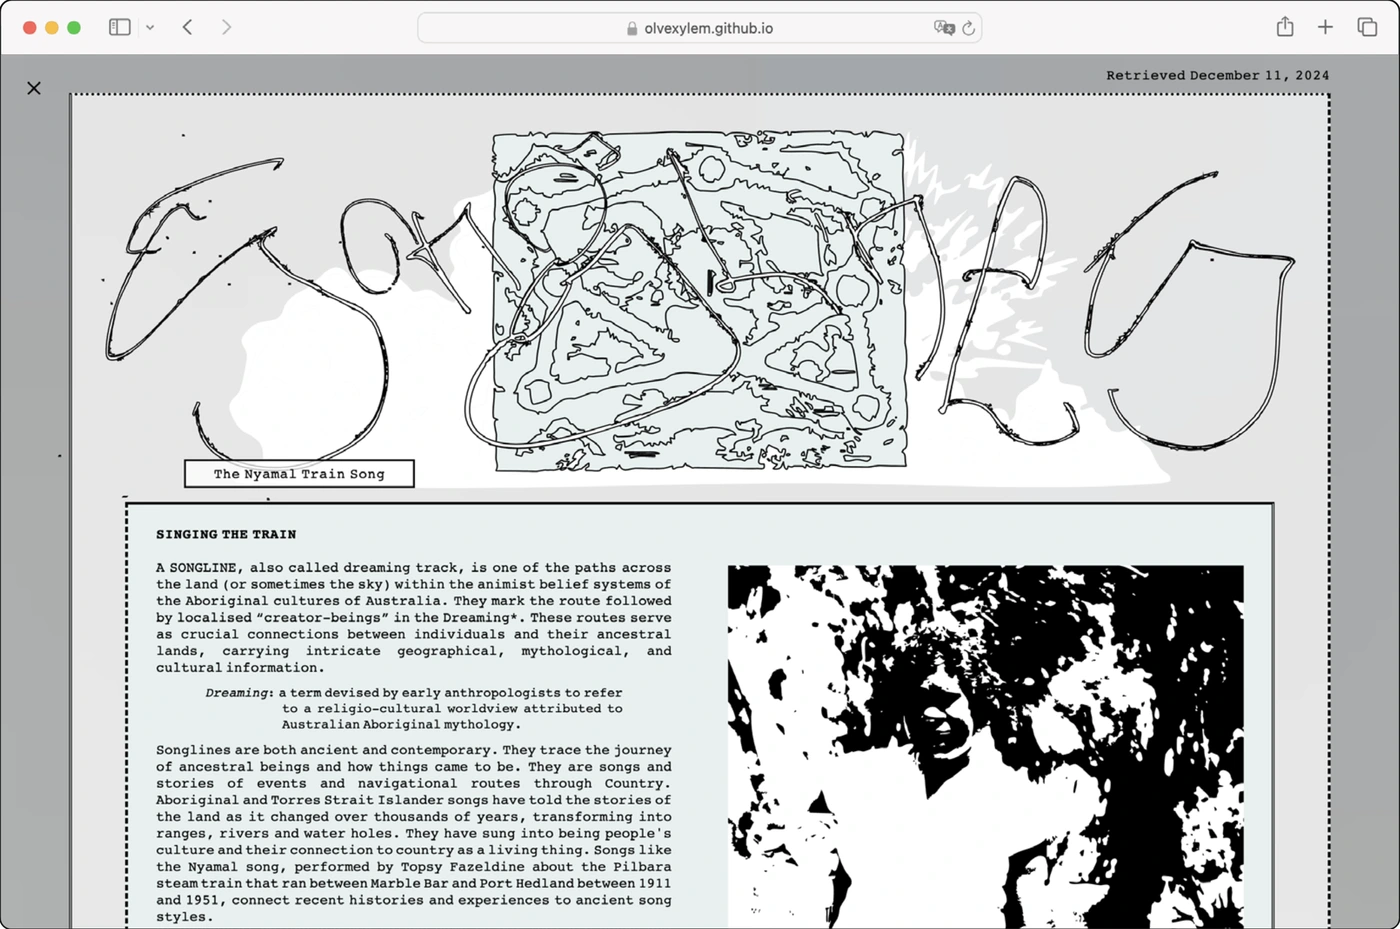 olvexylem.github.io
Retrieved December 11, 2024
The Nyamal Train Song
SINGING THE TRAIN
A SONGLINE, also called dreaming track, is one of the paths across
the land (or sometimes the sky) within the animist belief systems of
the Aboriginal cultures of Australia. They mark the route followed
by localised “creator-beings” in the Dreaming*. These routes serve
as crucial connections between individuals and their ancestral
lands, carrying intricate geographical, mythological, and
cultural information.
Dreaming: a term devised by early anthropologists to refer
to a religio-cultural worldview attributed to
Australian Aboriginal mythology.
Songlines are both ancient and contemporary. They trace the journey
of ancestral beings and how things came to be. They are songs and
stories of events and navigational routes through Country.
Aboriginal and Torres Strait Islander songs have told the stories of
the land as it changed over thousands of years, transforming into
ranges, rivers and water holes. They have sung into being people's
culture and their connection to country as a living thing. Songs like
the Nyamal song, performed by Topsy Fazeldine about the Pilbara
steam train that ran between Marble Bar and Port Hedland between 1911
and 1951, connect recent histories and experiences to ancient song
styles.